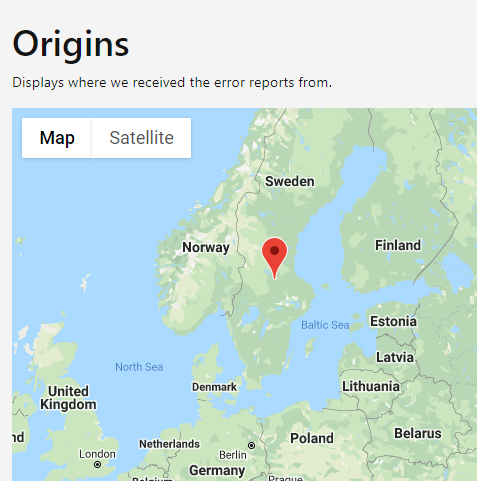 Origins
Displays where we received the error reports from.
Map
Satellite
Sweden
Norway
Finland
Baltic Sea
Estonia
Latvia
North Sea
Denmark
Lithuania
United
Kingdom
Belarus
Poland
Netherlands
London
Berlin
Germany
Prague